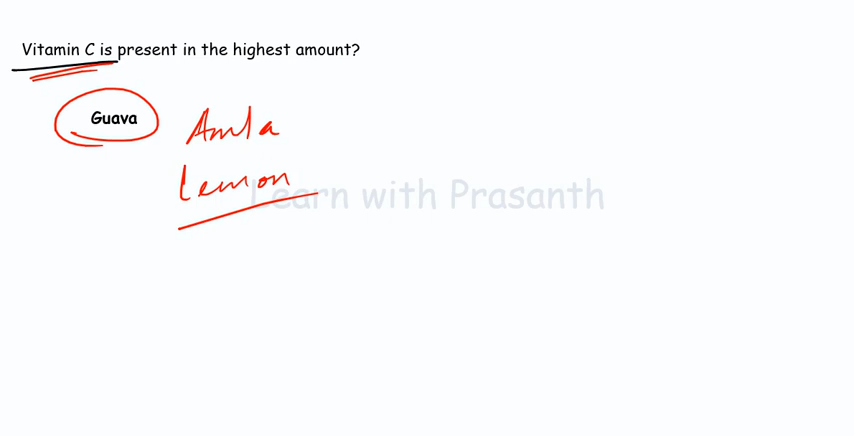 Vitamin C is present in the highest amount?
Guava
Amla
Lemon
Learn with Prasanth